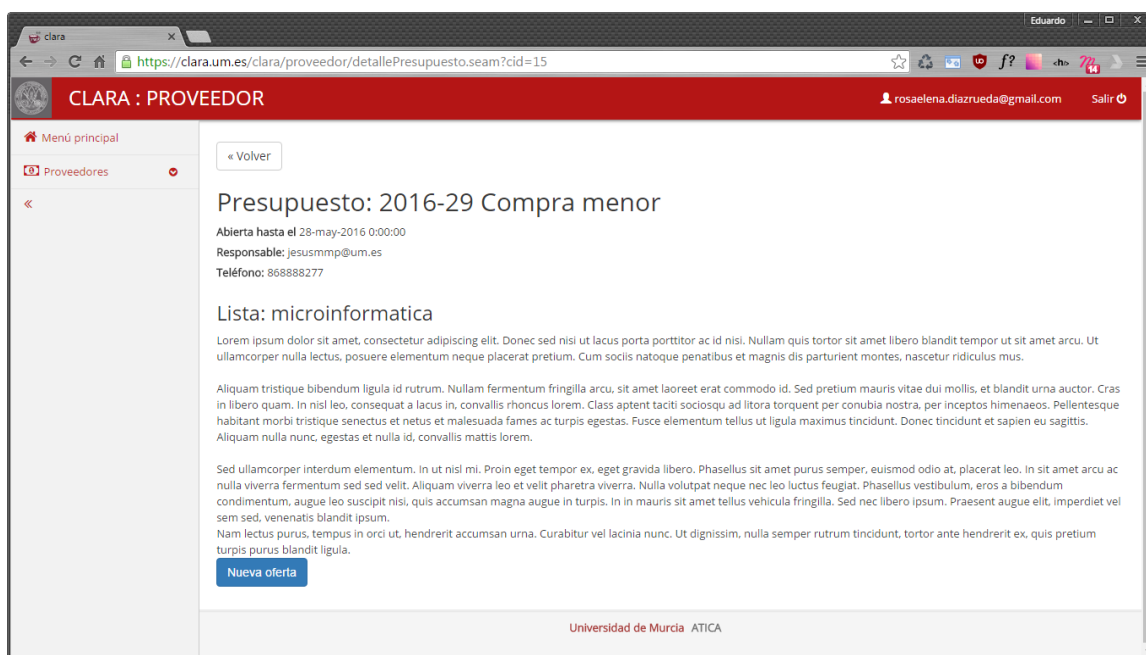 Eduardo
clara
https://clara.um.es/clara/proveedor/detallePresupuesto.seam?cid=15
f? <h> 14
CLARA : PROVEEDOR
rosaelena.diazrueda@gmail.com Salir
Menú principal
Proveedores
«
« Volver
Presupuesto: 2016-29 Compra menor
Abierta hasta el 28-may-2016 0:00:00
Responsable: jesusmmp@um.es
Teléfono: 868888277
Lista: microinformatica
Lorem ipsum dolor sit amet, consectetur adipiscing elit. Donec sed nisi ut lacus porta porttitor ac id nisi. Nullam quis tortor sit amet libero blandit tempor ut sit amet arcu. Ut
ullamcorper nulla lectus, posuere elementum neque placerat pretium. Cum sociis natoque penatibus et magnis dis parturient montes, nascetur ridiculus mus.
Aliquam tristique bibendum ligula id rutrum. Nullam fermentum fringilla arcu, sit amet laoreet erat commodo id. Sed pretium mauris vitae dui mollis, et blandit urna auctor. Cras
in libero quam. In nisl leo, consequat a lacus in, convallis rhoncus lorem. Class aptent taciti sociosqu ad litora torquent per conubia nostra, per inceptos himenaeos. Pellentesque
habitant morbi tristique senectus et netus et malesuada fames ac turpis egestas. Fusce elementum tellus ut ligula maximus tincidunt. Donec tincidunt et sapien eu sagittis.
Aliquam nulla nunc, egestas et nulla id, convallis mattis lorem.
Sed ullamcorper interdum elementum. In ut nisl mi. Proin eget tempor ex, eget gravida libero. Phasellus sit amet purus semper, euismod odio at, placerat leo. In sit amet arcu ac
nulla viverra fermentum sed sed velit. Aliquam viverra leo et velit pharetra viverra. Nulla volutpat neque nec leo luctus feugiat. Phasellus vestibulum, eros a bibendum
condimentum, augue leo suscipit nisi, quis accumsan magna augue in turpis. In in mauris sit amet tellus vehicula fringilla. Sed nec libero ipsum. Praesent augue elit, imperdiet vel
sem sed, venenatis blandit ipsum.
Nam lectus purus, tempus in orci ut, hendrerit accumsan urna. Curabitur vel lacinia nunc. Ut dignissim, nulla semper rutrum tincidunt, tortor ante hendrerit ex, quis pretium
turpis purus blandit ligula.
Nueva oferta
Universidad de Murcia ATICA